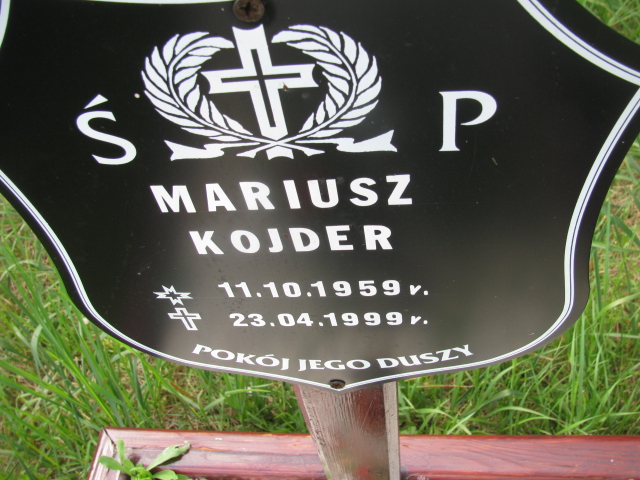 Ś P
MARIUSZ
KOJDER
11.10.1959 r.
23.04.1999 r.
POKÓJ JEGO DUSZY